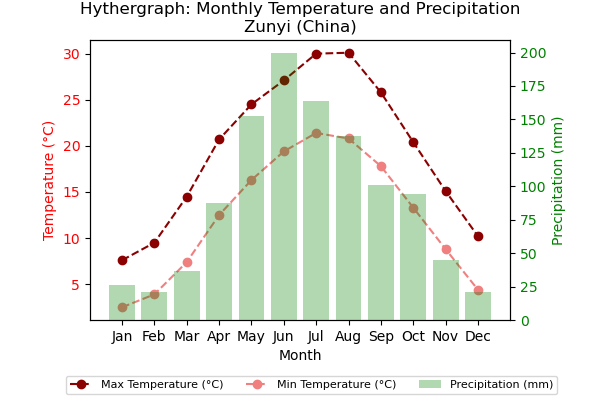 Hythergraph: Monthly Temperature and Precipitation
Zunyi (China)
30
25
20
15
10
5
Temperature (°C)
200
175
150
125
100
75
50
25
0
Precipitation (mm)
Jan Feb Mar Apr May Jun Jul Aug Sep Oct Nov Dec
Month
Max Temperature (°C) Min Temperature (°C) Precipitation (mm)